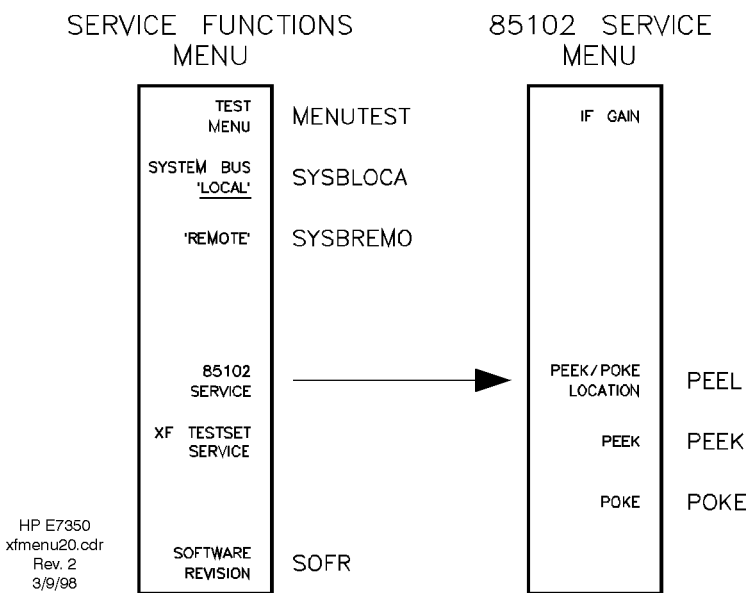 SERVICE FUNCTIONS
MENU
TEST
MENU
MENUTEST
SYSTEM BUS
'LOCAL'
SYSBLOCA
'REMOTE'
SYSBREMO
85102
SERVICE
XF TESTSET
SERVICE
SOFTWARE
REVISION
SOFR
85102 SERVICE
MENU
IF GAIN
PEEK/POKE
LOCATION
PEEL
PEEK
PEEK
POKE
POKE
HP E7350
xfmenu20.cdr
Rev. 2
3/9/98